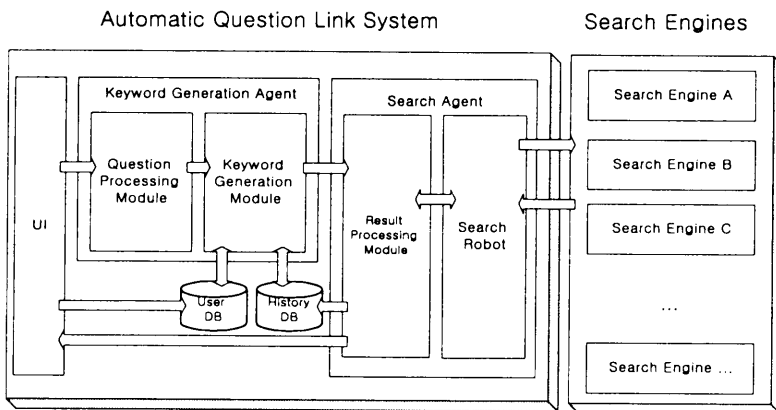 Automatic Question Link System
Search Engines
Keyword Generation Agent
Search Agent
UI
Question
Processing
Module
Keyword
Generation
Module
User
DB
History
DB
Result
Processing
Module
Search
Robot
Search Engine A
Search Engine B
Search Engine C
...
Search Engine ...